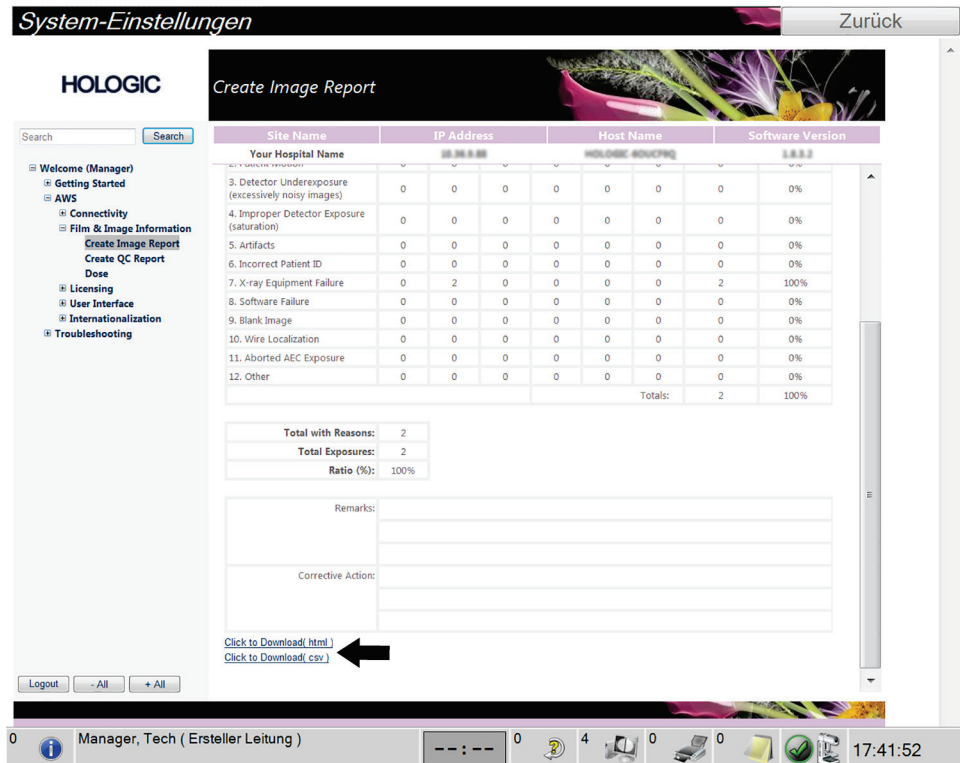 System-Einstellungen
Zurück
HOLOGIC
Create Image Report
Search
Search
Site Name IP Address Host Name Software Version
Your Hospital Name
Welcome (Manager)
Getting Started
AWS
Connectivity
Film & Image Information
Create Image Report
Create QC Report
Dose
Licensing
User Interface
Internationalization
Troubleshooting
3. Detector Underexposure
(excessively noisy images) 0 0 0 0 0 0 0 0%
4. Improper Detector Exposure
(saturation) 0 0 0 0 0 0 0 0%
5. Artifacts 0 0 0 0 0 0 0 0%
6. Incorrect Patient ID 0 0 0 0 0 0 0 0%
7. X-ray Equipment Failure 0 2 0 0 0 0 2 100%
8. Software Failure 0 0 0 0 0 0 0 0%
9. Blank Image 0 0 0 0 0 0 0 0%
10. Wire Localization 0 0 0 0 0 0 0 0%
11. Aborted AEC Exposure 0 0 0 0 0 0 0 0%
12. Other 0 0 0 0 0 0 0 0%
Totals: 2 100%
Total with Reasons: 2
Total Exposures: 2
Ratio (%): 100%
Remarks:
Corrective Action:
Click to Download( html )
Click to Download( csv )
Logout - All + All
0 Manager, Tech ( Ersteller Leitung ) --:-- 0 4 0 0 17:41:52